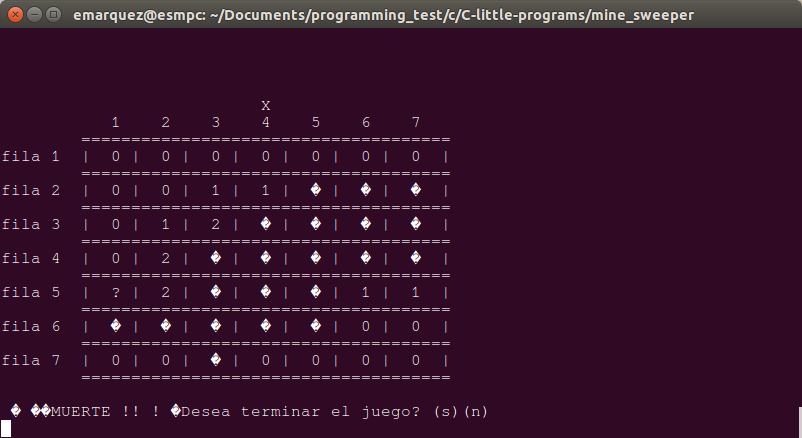 emarquez@esmpc: ~/Documents/programming_test/c/C-little-programs/mine_sweeper
X
1 2 3 4 5 6 7
=====================================
fila 1 | 0 | 0 | 0 | 0 | 0 | 0 | 0 |
=====================================
fila 2 | 0 | 0 | 1 | 1 | � | � | � |
=====================================
fila 3 | 0 | 1 | 2 | � | � | � | � |
=====================================
fila 4 | 0 | 2 | � | � | � | � | � |
=====================================
fila 5 | ? | 2 | � | � | � | 1 | 1 |
=====================================
fila 6 | � | � | � | � | � | 0 | 0 |
=====================================
fila 7 | 0 | 0 | � | 0 | 0 | 0 | 0 |
=====================================
� ��MUERTE !! ! �Desea terminar el juego? (s)(n)